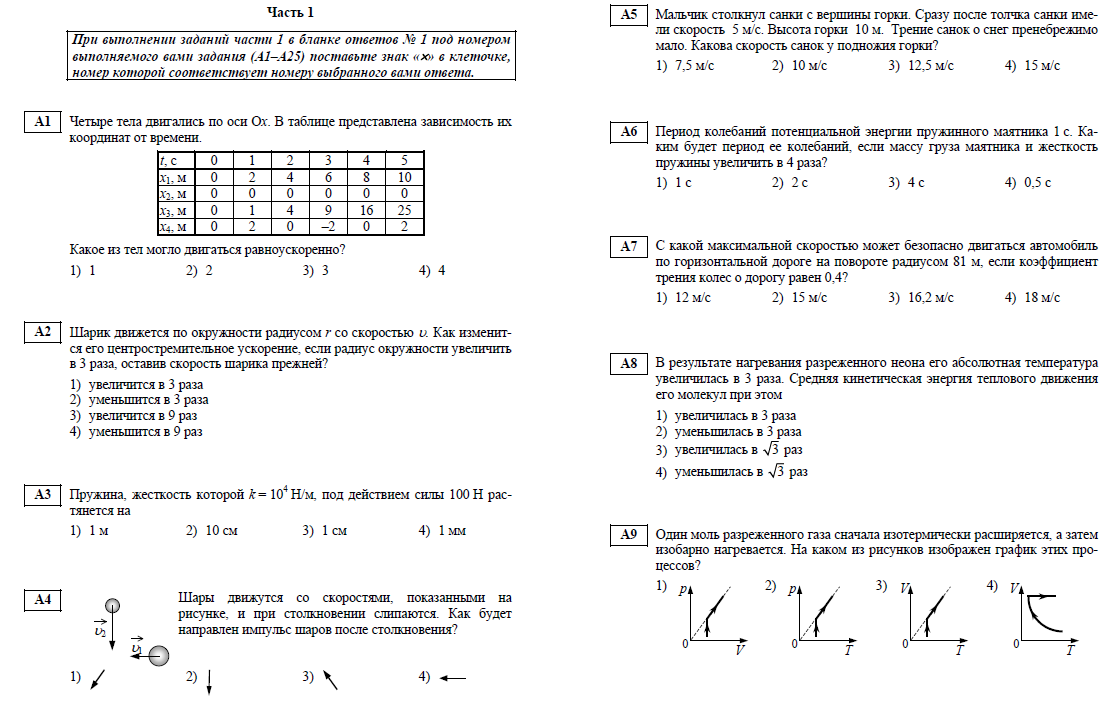 Часть 1
При выполнении заданий части 1 в бланке ответов № 1 под номером
выполняемого вами задания (А1–А25) поставьте знак «×» в клеточке,
номер которой соответствует номеру выбранного вами ответа.
А1 Четыре тела двигались по оси Ox. В таблице представлена зависимость их
координат от времени.
t, с 0 1 2 3 4 5
x1, м 0 2 4 6 8 10
x2, м 0 0 0 0 0 0
x3, м 0 1 4 9 16 25
x4, м 0 2 0 –2 0 2
Какое из тел могло двигаться равноускоренно?
1) 1 2) 2 3) 3 4) 4
А2 Шарик движется по окружности радиусом r со скоростью υ. Как изменит-
ся его центростремительное ускорение, если радиус окружности увеличить
в 3 раза, оставив скорость шарика прежней?
1) увеличится в 3 раза
2) уменьшится в 3 раза
3) увеличится в 9 раз
4) уменьшится в 9 раз
А3 Пружина, жесткость которой k = 10⁴ Н/м, под действием силы 100 Н рас-
тянется на
1) 1 м 2) 10 см 3) 1 см 4) 1 мм
А4 Шары движутся со скоростями, показанными на
рисунке, и при столкновении слипаются. Как будет
направлен импульс шаров после столкновения?
υ2
υ1
1) 2) 3) 4)
А5 Мальчик столкнул санки с вершины горки. Сразу после толчка санки име-
ли скорость 5 м/с. Высота горки 10 м. Трение санок о снег пренебрежимо
мало. Какова скорость санок у подножия горки?
1) 7,5 м/с 2) 10 м/с 3) 12,5 м/с 4) 15 м/с
А6 Период колебаний потенциальной энергии пружинного маятника 1 с. Ка-
ким будет период ее колебаний, если массу груза маятника и жесткость
пружины увеличить в 4 раза?
1) 1 с 2) 2 с 3) 4 с 4) 0,5 с
А7 С какой максимальной скоростью может безопасно двигаться автомобиль
по горизонтальной дороге на повороте радиусом 81 м, если коэффициент
трения колес о дорогу равен 0,4?
1) 12 м/с 2) 15 м/с 3) 16,2 м/с 4) 18 м/с
А8 В результате нагревания разреженного неона его абсолютная температура
увеличилась в 3 раза. Средняя кинетическая энергия теплового движения
его молекул при этом
1) увеличилась в 3 раза
2) уменьшилась в 3 раза
3) увеличилась в √3 раз
4) уменьшилась в √3 раз
А9 Один моль разреженного газа сначала изотермически расширяется, а затем
изобарно нагревается. На каком из рисунков изображен график этих про-
цессов?
1) p 2) p 3) V 4) V
0 V 0 T 0 T 0 T